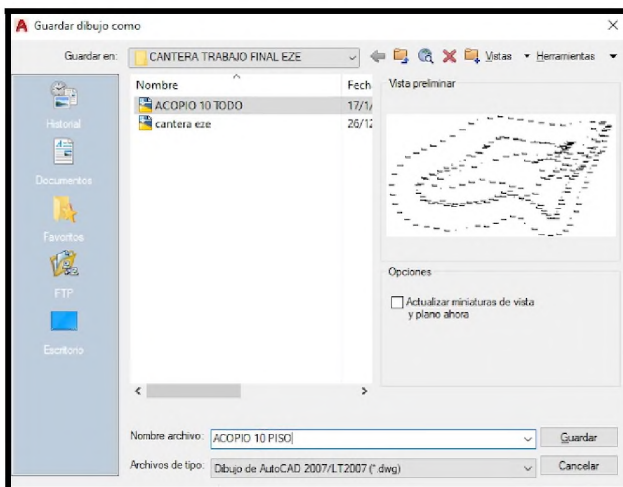 Guardar dibujo como
Guardar en: CANTERA TRABAJO FINAL EZE Vistas Herramientas
Nombre Fech Vista preliminar
ACOPIO 10 TODO 17/1/
cantera eze 26/12
Historial
Documentos
Favoritos
FTP
Escritorio
Opciones
Actualizar miniaturas de vista
y plano ahora
Nombre archivo: ACOPIO 10 PISO Guardar
Archivos de tipo: Dibujo de AutoCAD 2007/LT2007 (*.dwg) Cancelar